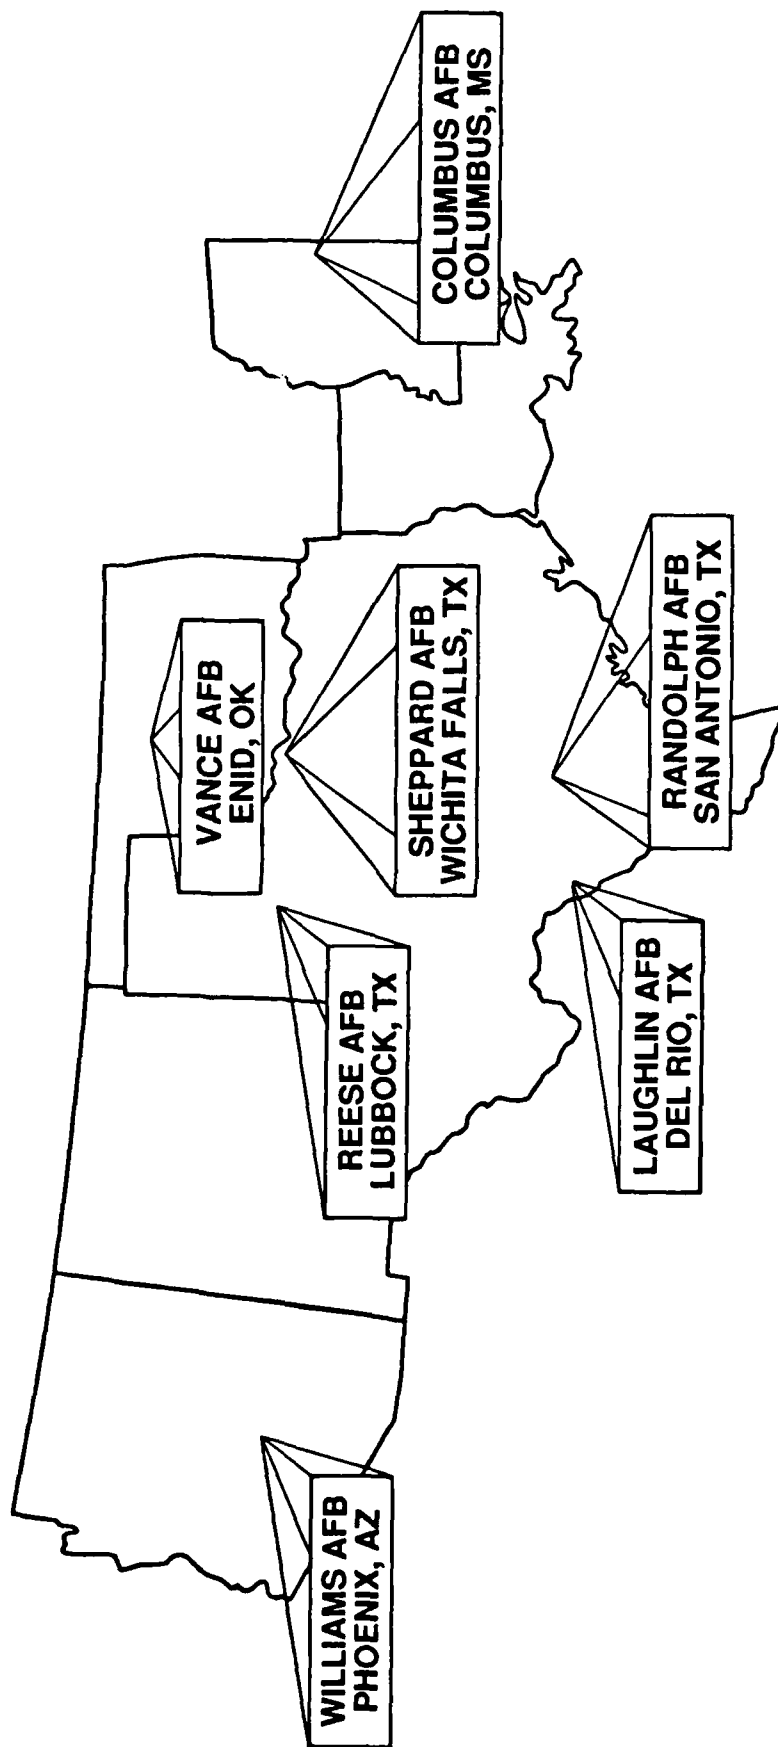 WILLIAMS AFB
PHOENIX, AZ
REESE AFB
LUBBOCK, TX
VANCE AFB
ENID, OK
SHEPPARD AFB
WICHITA FALLS, TX
LAUGHLIN AFB
DEL RIO, TX
RANDOLPH AFB
SAN ANTONIO, TX
COLUMBUS AFB
COLUMBUS, MS